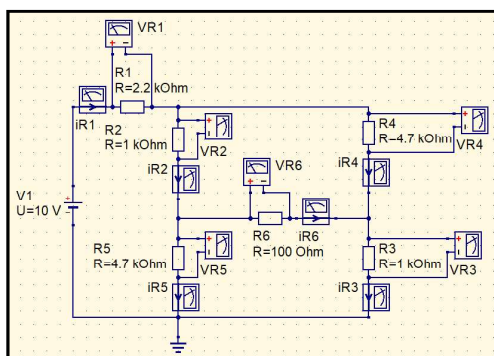 VR1
R1
R=2.2 kOhm
iR1
R2
R=1 kOhm
VR2
iR2
R4
R=4.7 kOhm
VR4
iR4
V1
U=10 V
VR6
R6
R=100 Ohm
iR6
R5
R=4.7 kOhm
VR5
iR5
R3
R=1 kOhm
VR3
iR3